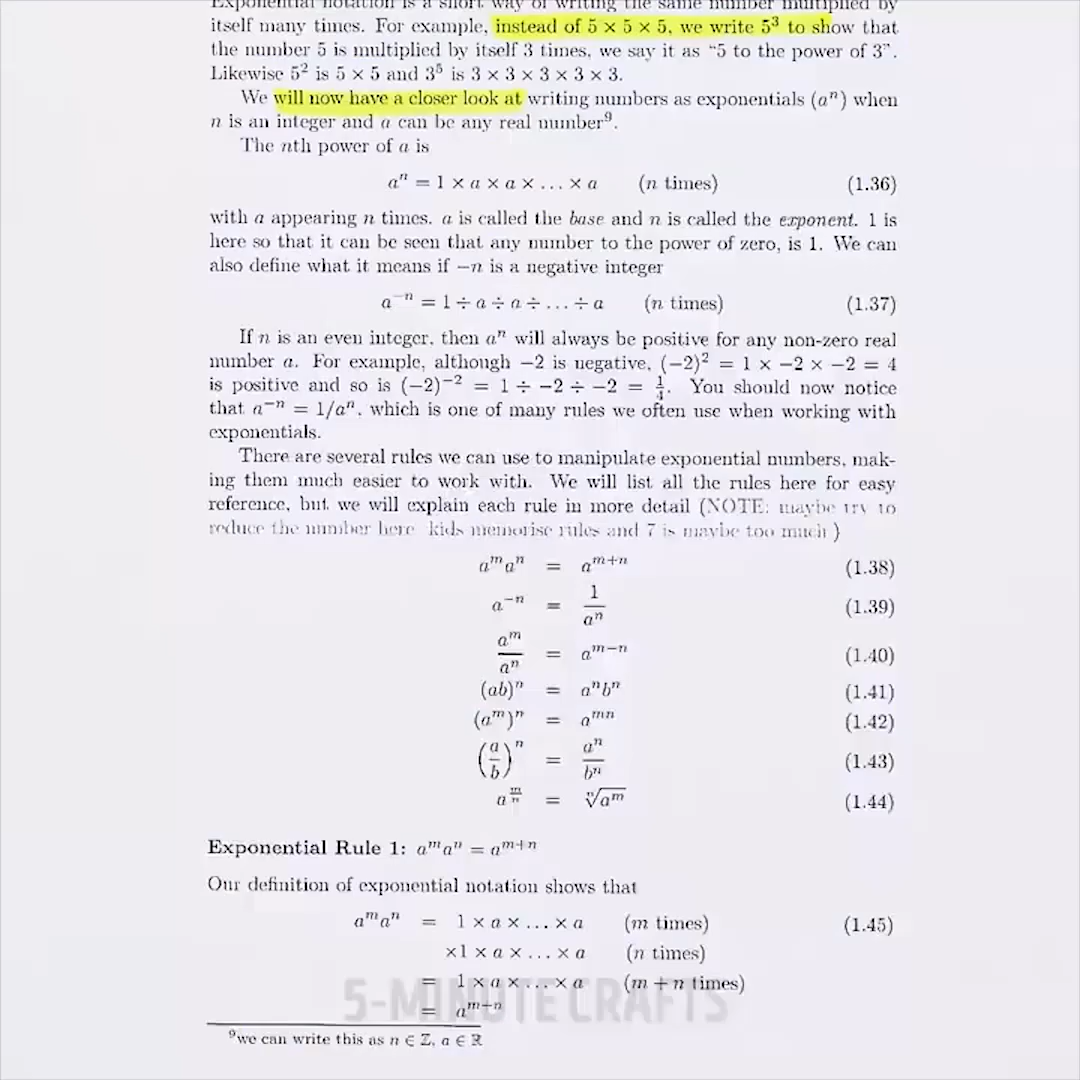 Exponential notation is a short way of writing the same number multiplied by
itself many times. For example, instead of 5 × 5 × 5, we write 5³ to show that
the number 5 is multiplied by itself 3 times, we say it as “5 to the power of 3”.
Likewise 5² is 5 × 5 and 3⁵ is 3 × 3 × 3 × 3 × 3.
We will now have a closer look at writing numbers as exponentials (aⁿ) when
n is an integer and a can be any real number⁹.
The nth power of a is
aⁿ = 1 × a × a × . . . × a (n times) (1.36)
with a appearing n times. a is called the base and n is called the exponent. 1 is
here so that it can be seen that any number to the power of zero, is 1. We can
also define what it means if −n is a negative integer
a⁻ⁿ = 1 ÷ a ÷ a ÷ . . . ÷ a (n times) (1.37)
If n is an even integer, then aⁿ will always be positive for any non-zero real
number a. For example, although −2 is negative, (−2)² = 1 × −2 × −2 = 4
is positive and so is (−2)⁻² = 1 ÷ −2 ÷ −2 = 1/4. You should now notice
that a⁻ⁿ = 1/aⁿ, which is one of many rules we often use when working with
exponentials.
There are several rules we can use to manipulate exponential numbers, mak-
ing them much easier to work with. We will list all the rules here for easy
reference, but we will explain each rule in more detail (NOTE: maybe try to
reduce the number here kids memorise rules and 7 is maybe too much )
aᵐaⁿ = aᵐ⁺ⁿ (1.38)
a⁻ⁿ = 1/aⁿ (1.39)
aᵐ/aⁿ = aᵐ⁻ⁿ (1.40)
(ab)ⁿ = aⁿbⁿ (1.41)
(aᵐ)ⁿ = aᵐⁿ (1.42)
(a/b)ⁿ = aⁿ/bⁿ (1.43)
a^(m/n) = ⁿ√aᵐ (1.44)
Exponential Rule 1: aᵐaⁿ = aᵐ⁺ⁿ
Our definition of exponential notation shows that
aᵐaⁿ = 1 × a × . . . × a (m times) (1.45)
×1 × a × . . . × a (n times)
= 1 × a × . . . × a (m + n times)
= aᵐ⁺ⁿ
5-MINUTE CRAFTS
⁹we can write this as n ∈ ℤ, a ∈ ℝ